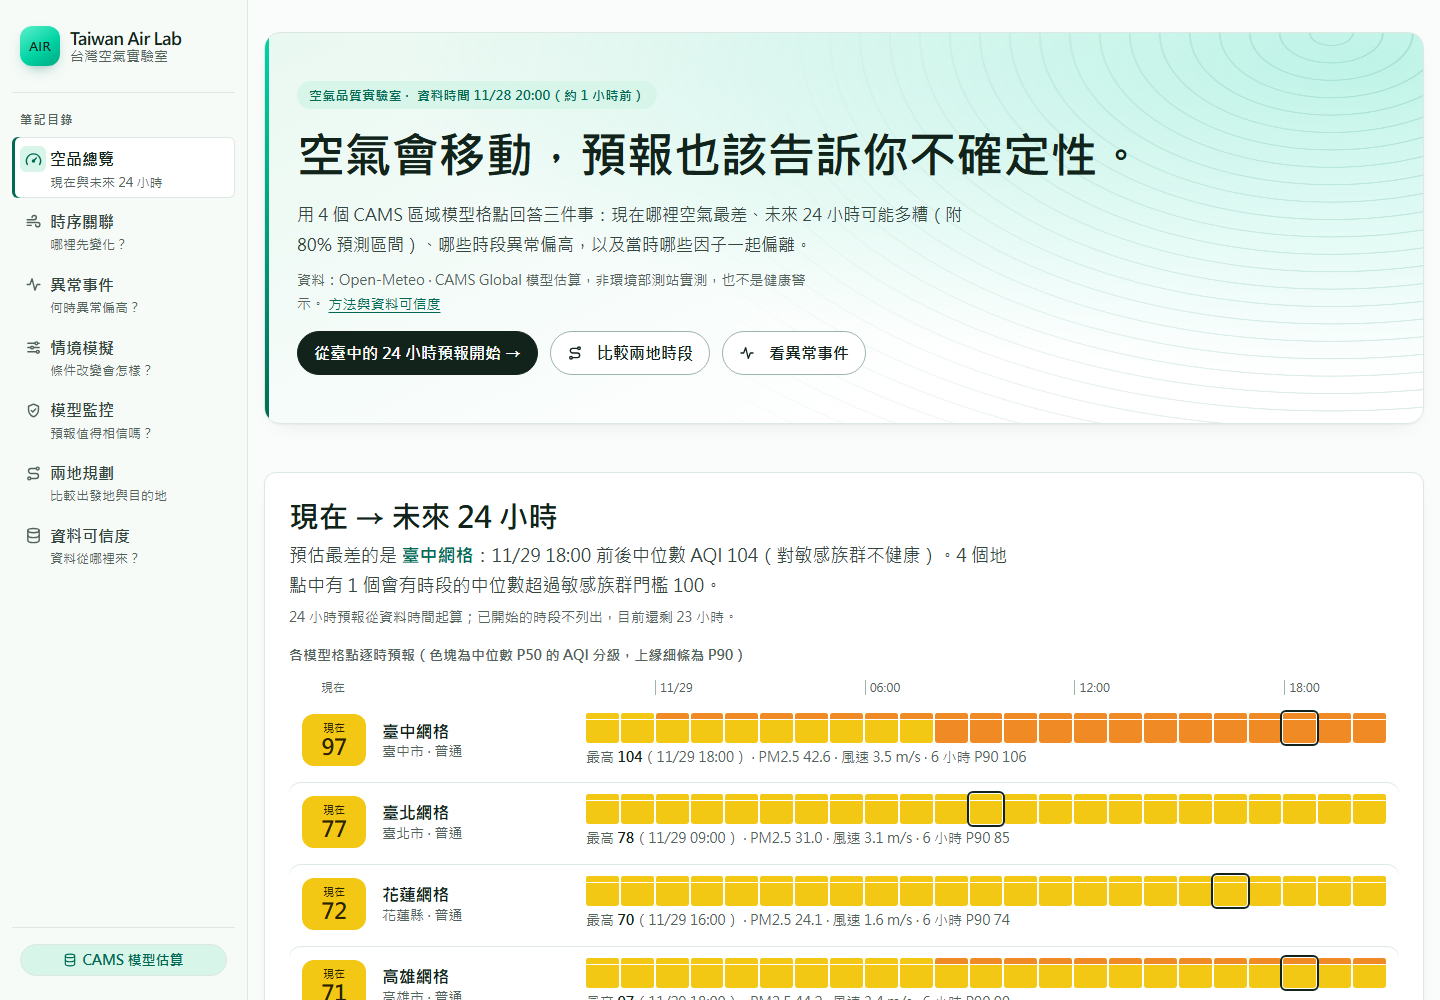 AIR
Taiwan Air Lab
台灣空氣實驗室
筆記目錄
空品總覽
現在與未來 24 小時
時序關聯
哪裡先變化？
異常事件
何時異常偏高？
情境模擬
條件改變會怎樣？
模型監控
預報值得相信嗎？
兩地規劃
比較出發地與目的地
資料可信度
資料從哪裡來？
CAMS 模型估算
空氣品質實驗室 · 資料時間 11/28 20:00（約 1 小時前）
空氣會移動，預報也該告訴你不確定性。
用 4 個 CAMS 區域模型格點回答三件事：現在哪裡空氣最差、未來 24 小時可能多糟（附
80% 預測區間）、哪些時段異常偏高，以及當時哪些因子一起偏離。
資料：Open-Meteo · CAMS Global 模型估算，非環境部測站實測，也不是健康警
示。 方法與資料可信度
從臺中的 24 小時預報開始 →
比較兩地時段
看異常事件
現在 → 未來 24 小時
預估最差的是 臺中網格：11/29 18:00 前後中位數 AQI 104（對敏感族群不健康）。4 個地
點中有 1 個會有時段的中位數超過敏感族群門檻 100。
24 小時預報從資料時間起算；已開始的時段不列出，目前還剩 23 小時。
各模型格點逐時預報（色塊為中位數 P50 的 AQI 分級，上緣細條為 P90）
現在 11/29 06:00 12:00 18:00
現在
97
臺中網格
臺中市 · 普通
最高 104（11/29 18:00）· PM2.5 42.6 · 風速 3.5 m/s · 6 小時 P90 106
現在
77
臺北網格
臺北市 · 普通
最高 78（11/29 09:00）· PM2.5 31.0 · 風速 3.1 m/s · 6 小時 P90 85
現在
72
花蓮網格
花蓮縣 · 普通
最高 70（11/29 16:00）· PM2.5 24.1 · 風速 1.6 m/s · 6 小時 P90 74
現在
71
高雄網格
高雄市 · 普通